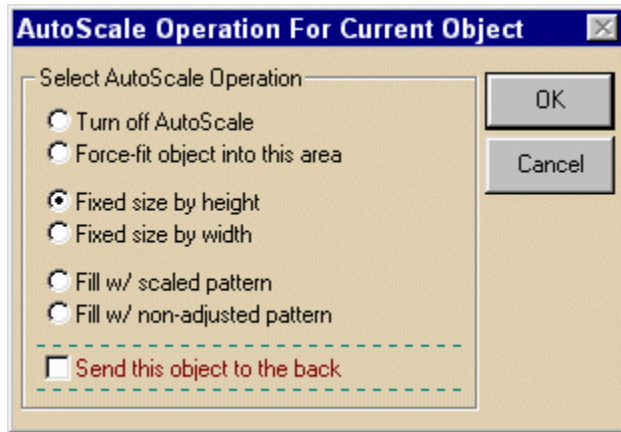 AutoScale Operation For Current Object
Select AutoScale Operation
OK
Turn off AutoScale
Force-fit object into this area
Cancel
Fixed size by height
Fixed size by width
Fill w/ scaled pattern
Fill w/ non-adjusted pattern
Send this object to the back